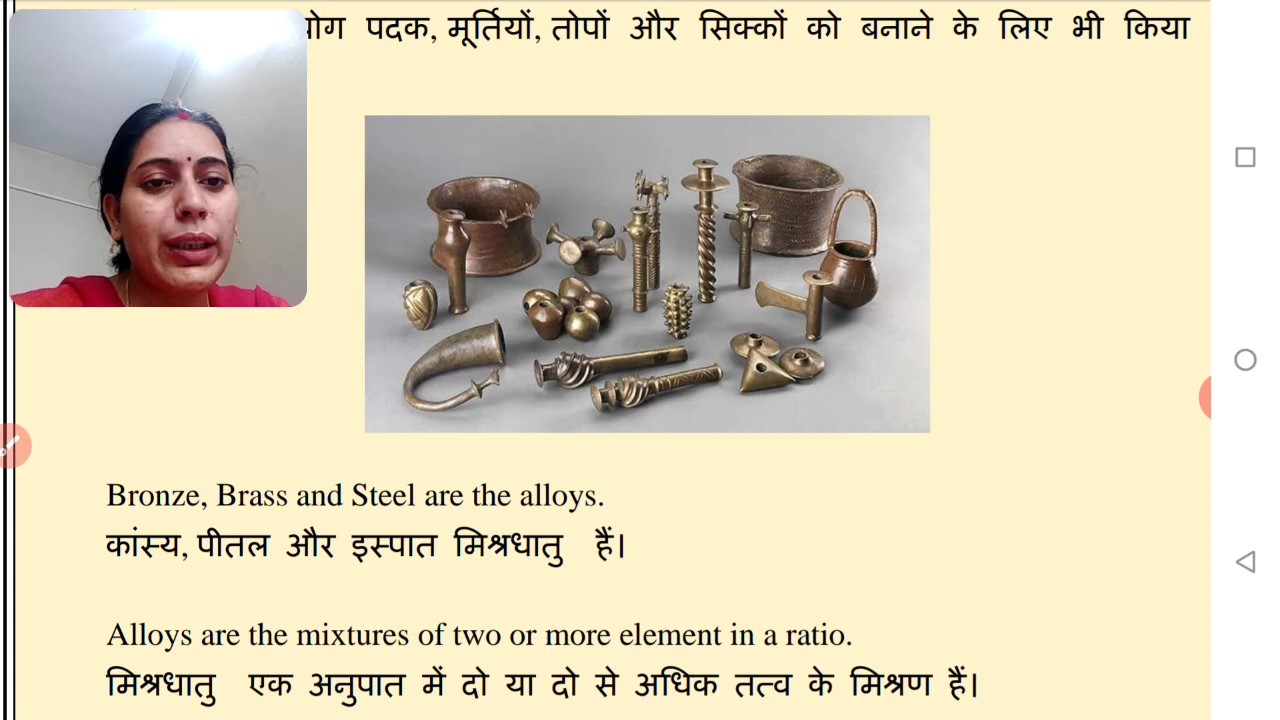 पदक, मूर्तियों, तोपों और सिक्कों को बनाने के लिए भी किया
Bronze, Brass and Steel are the alloys.
कांस्य, पीतल और इस्पात मिश्रधातु हैं।
Alloys are the mixtures of two or more element in a ratio.
मिश्रधातु एक अनुपात में दो या दो से अधिक तत्व के मिश्रण हैं।